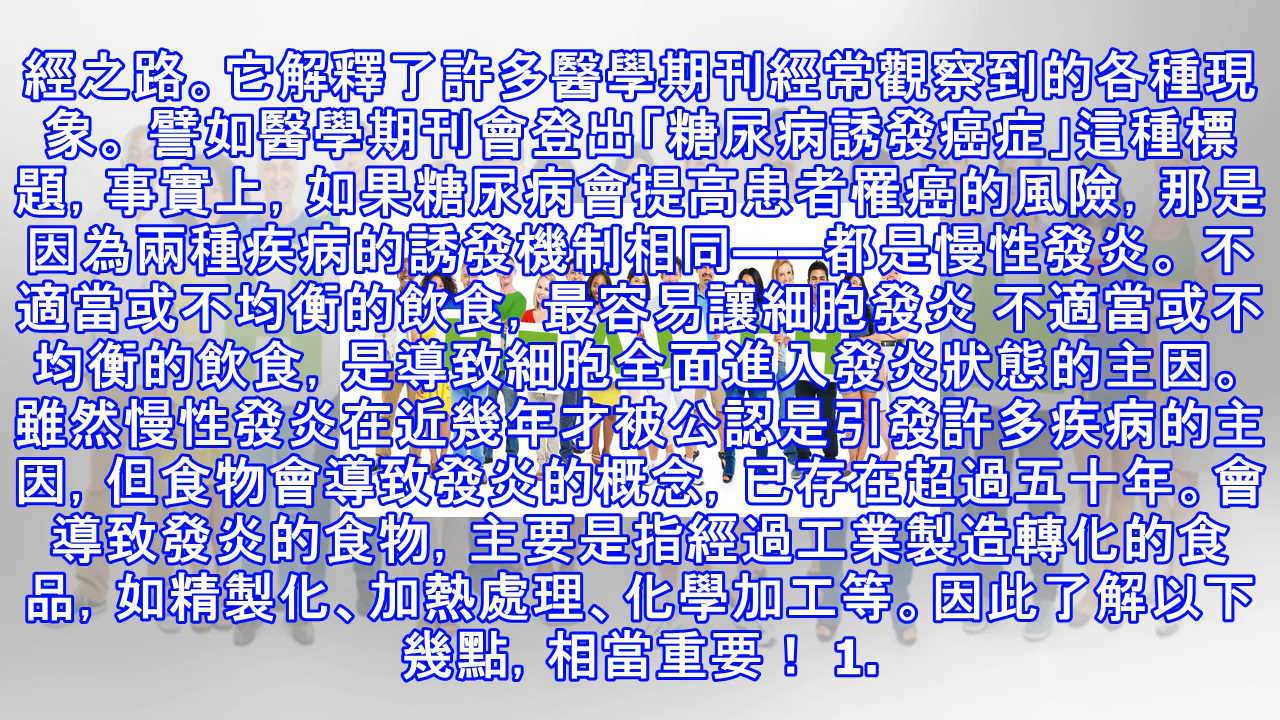 經之路。它解釋了許多醫學期刊經常觀察到的各種現
象。譬如醫學期刊會登出「糖尿病誘發癌症」這種標
題, 事實上, 如果糖尿病會提高患者罹癌的風險, 那是
因為兩種疾病的誘發機制相同——都是慢性發炎。不
適當或不均衡的飲食, 最容易讓細胞發炎 不適當或不
均衡的飲食, 是導致細胞全面進入發炎狀態的主因。
雖然慢性發炎在近幾年才被公認是引發許多疾病的主
因, 但食物會導致發炎的概念, 已存在超過五十年。會
導致發炎的食物, 主要是指經過工業製造轉化的食
品, 如精製化、加熱處理、化學加工等。因此了解以下
幾點, 相當重要！ 1.